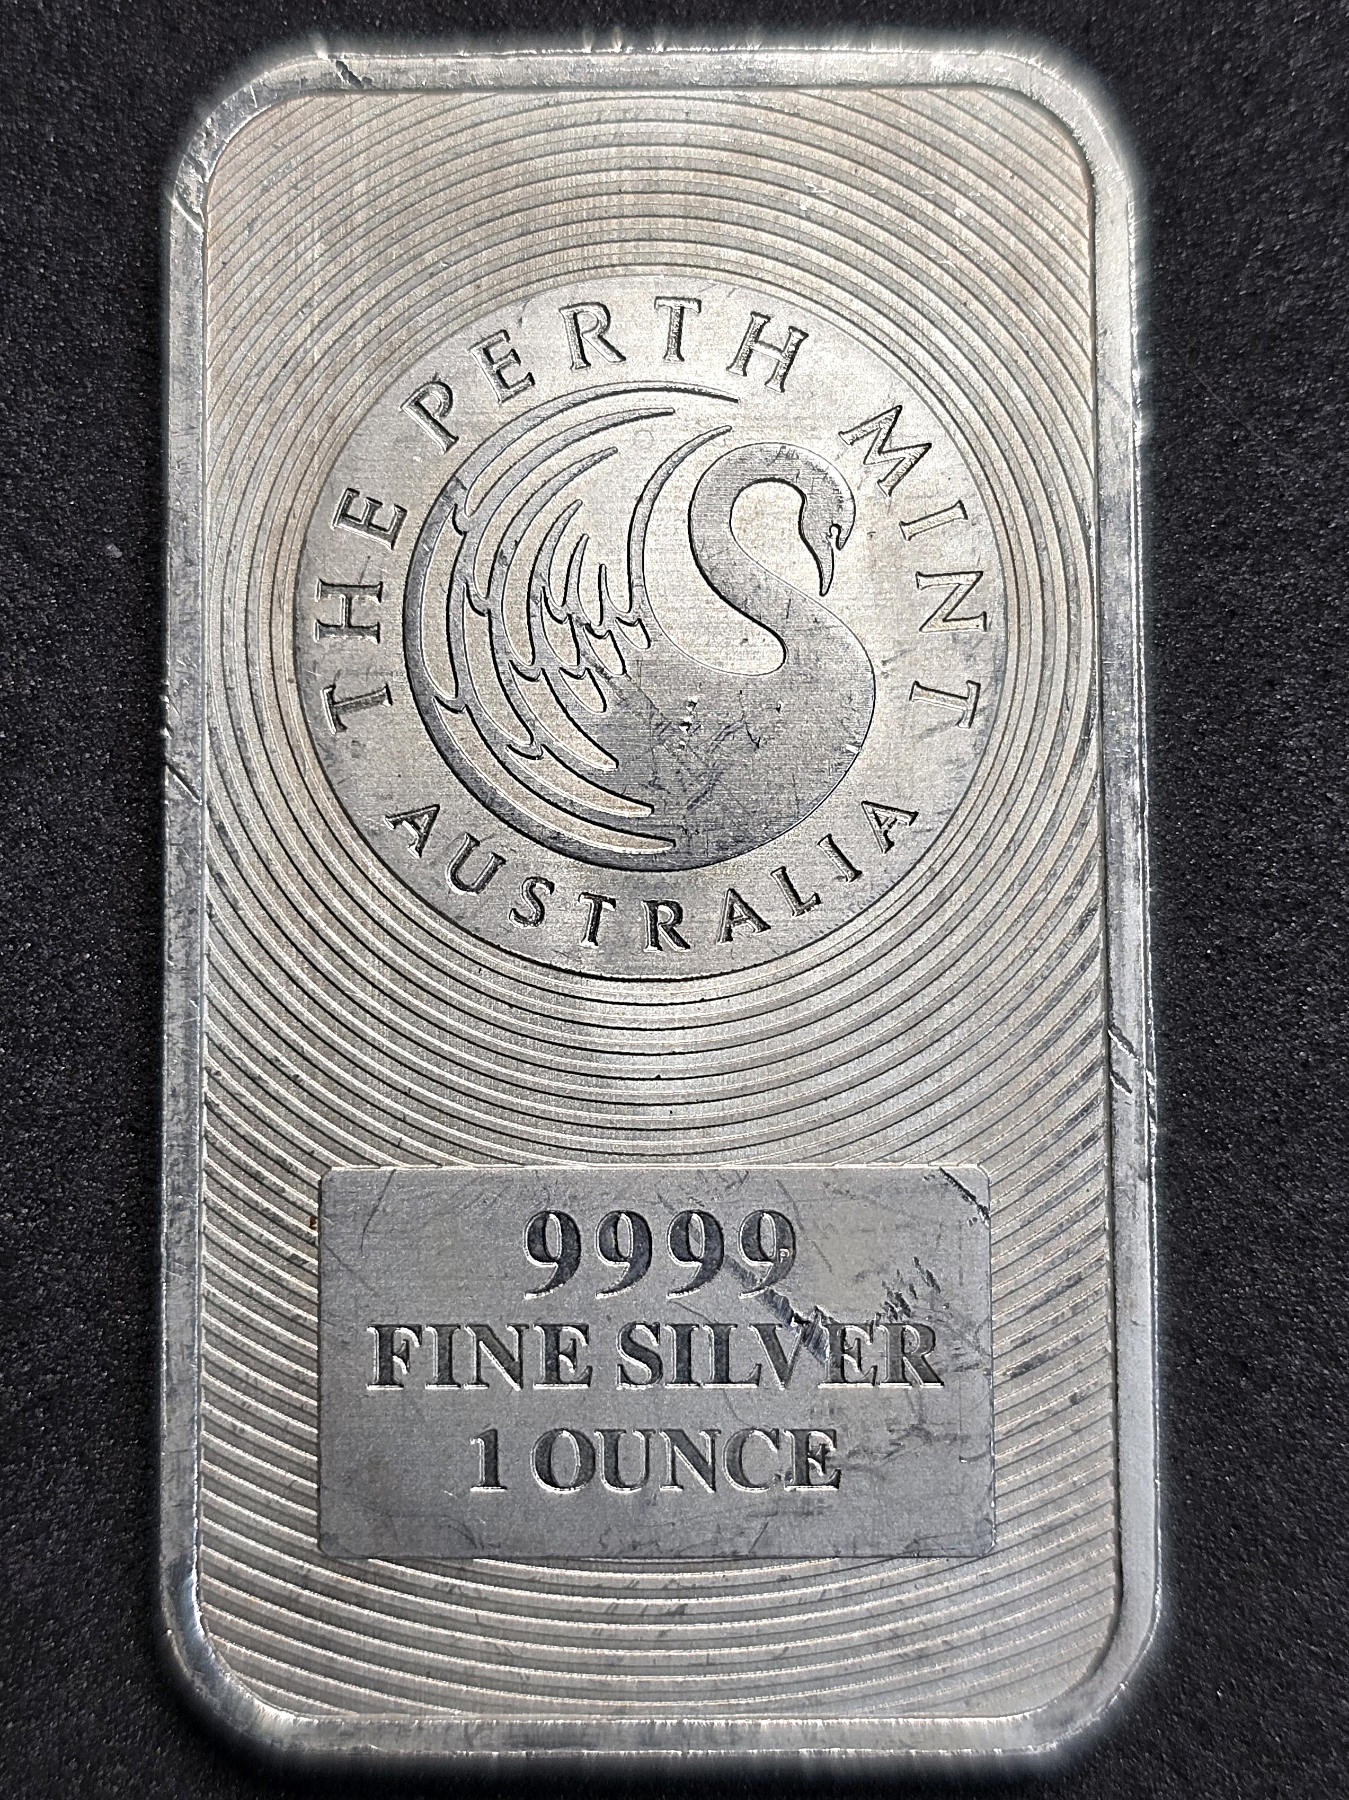 THE PERTH MINT
AUSTRALIA
9999
FINE SILVER
1 OUNCE